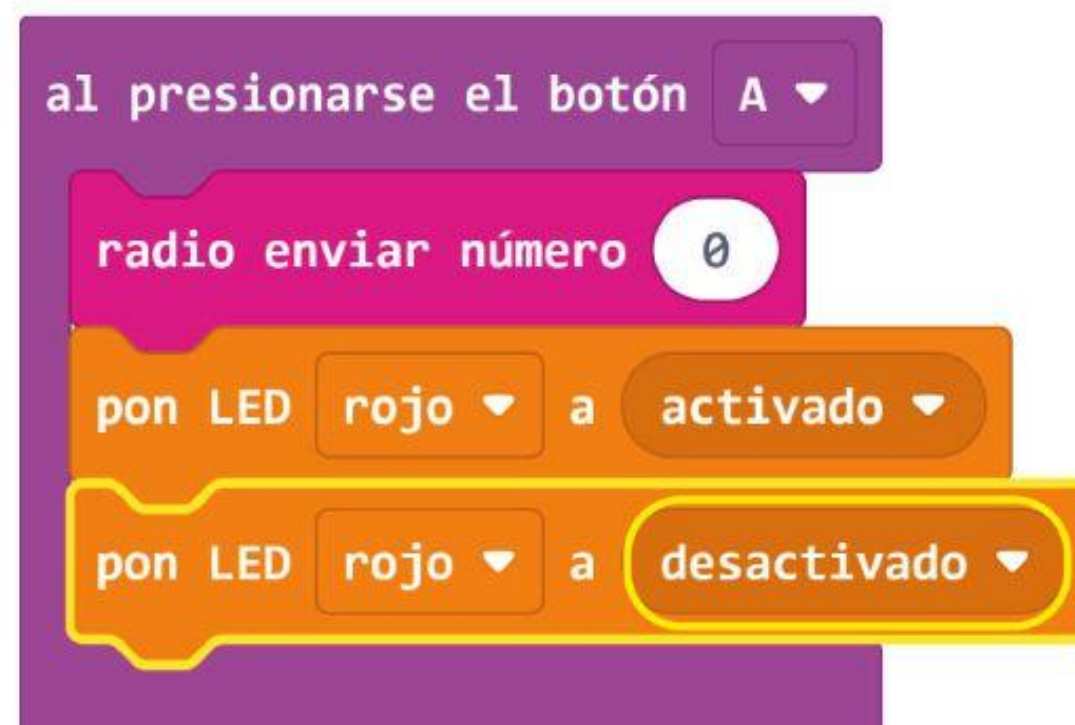 al presionarse el botón A
radio enviar número 0
pon LED rojo a activado
pon LED rojo a desactivado